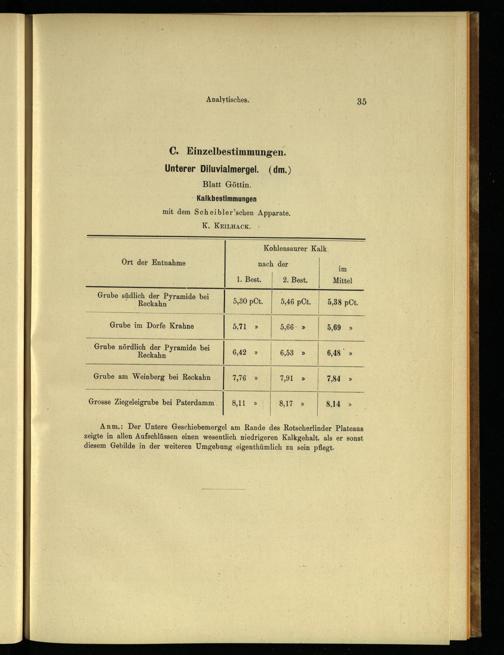 Analytisches. 35
C. Einzelbestimmungen.
Unterer Diluvialmergel. (dm.)
Blatt Göttin.
Kalkbestimmungen
mit dem Scheibler'schen Apparate.
K. KEILHACK.
Ort der Entnahme
Kohlensaurer Kalk
nach der
im
1. Best. 2. Best. Mittel
Grube südlich der Pyramide bei
Reckahn 5,30 pCt. 5,46 pCt. 5,38 pCt.
Grube im Dorfe Krahne 5,71 » 5,66 » 5,69 »
Grube nördlich der Pyramide bei
Reckahn 6,42 » 6,53 » 6,48 »
Grube am Weinberg bei Reckahn 7,76 » 7,91 » 7,84 »
Grosse Ziegeleigrube bei Paterdamm 8,11 » 8,17 » 8,14 »
Anm.: Der Untere Geschiebemergel am Rande des Rotscherlinder Plateaus
zeigte in allen Aufschlüssen einen wesentlich niedrigeren Kalkgehalt, als er sonst
diesem Gebilde in der weiteren Umgebung eigenthümlich zu sein pflegt.